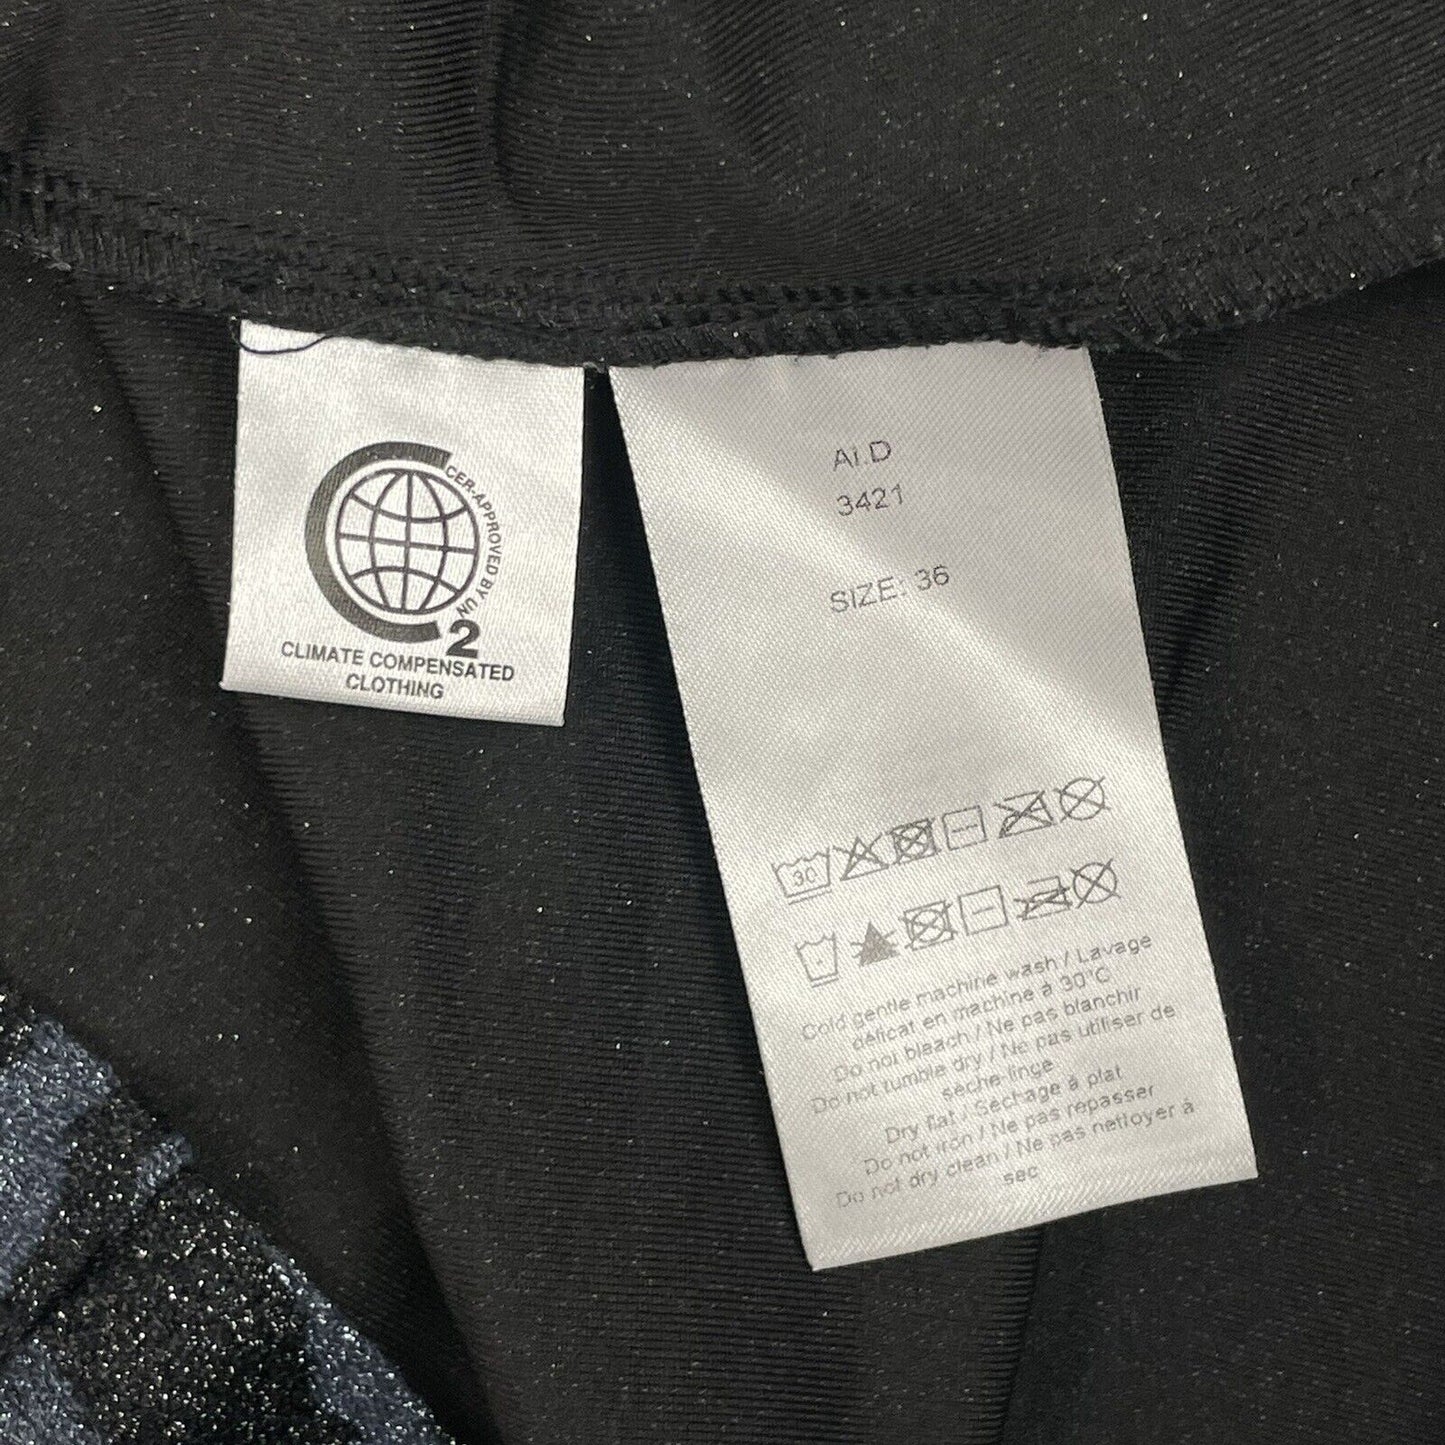 CER-APPROVED BY UN
2
CLIMATE COMPENSATED
CLOTHING
Ai.D
3421
SIZE: 36
30
Cold gentle machine wash / Lavage
délicat en machine à 30°C
Do not bleach / Ne pas blanchir
Do not tumble dry / Ne pas utiliser de
sèche-linge
Dry flat / Séchage à plat
Do not iron / Ne pas repasser
Do not dry clean / Ne pas nettoyer à
sec